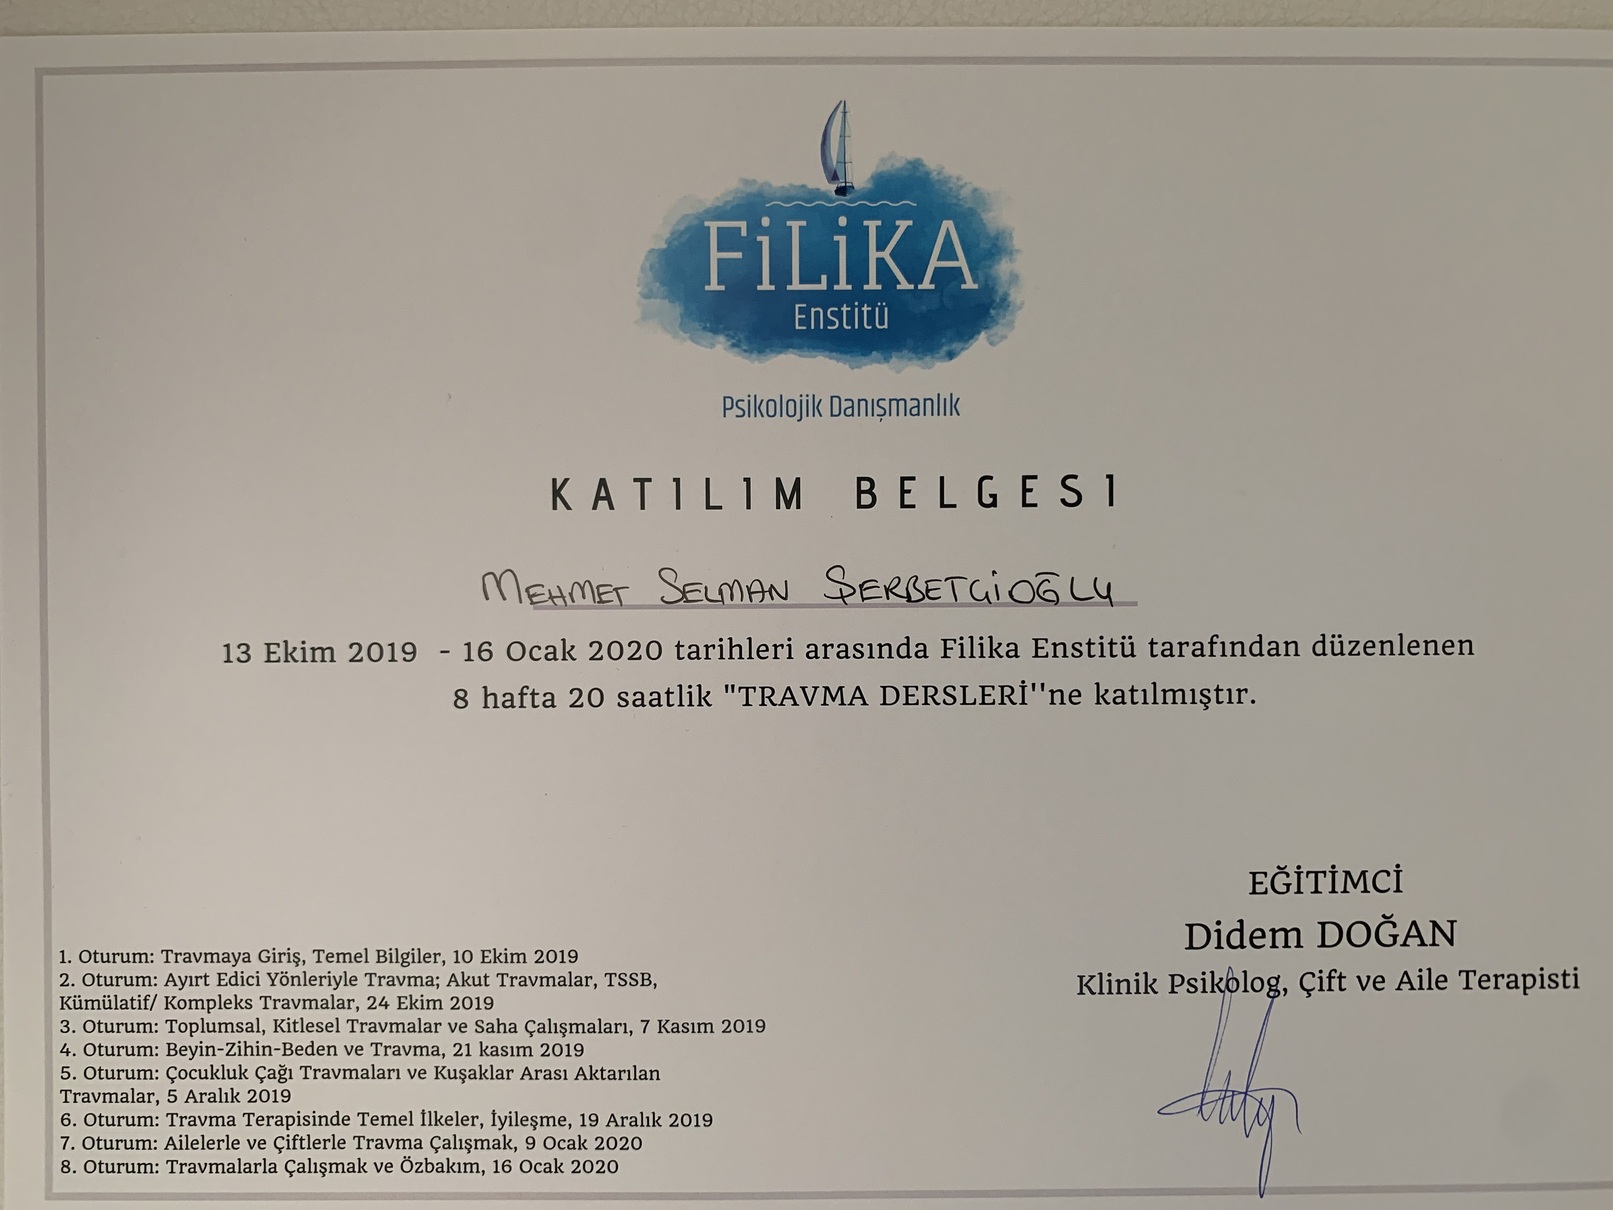 FiLiKA
Enstitü
Psikolojik Danışmanlık
KATILIM BELGESI
MEHMET SELMAN ŞERBETÇİOĞLU
13 Ekim 2019 - 16 Ocak 2020 tarihleri arasında Filika Enstitü tarafından düzenlenen
8 hafta 20 saatlik "TRAVMA DERSLERİ''ne katılmıştır.
EĞİTİMCİ
Didem DOĞAN
Klinik Psikolog, Çift ve Aile Terapisti
1. Oturum: Travmaya Giriş, Temel Bilgiler, 10 Ekim 2019
2. Oturum: Ayırt Edici Yönleriyle Travma; Akut Travmalar, TSSB,
Kümülatif/ Kompleks Travmalar, 24 Ekim 2019
3. Oturum: Toplumsal, Kitlesel Travmalar ve Saha Çalışmaları, 7 Kasım 2019
4. Oturum: Beyin-Zihin-Beden ve Travma, 21 kasım 2019
5. Oturum: Çocukluk Çağı Travmaları ve Kuşaklar Arası Aktarılan
Travmalar, 5 Aralık 2019
6. Oturum: Travma Terapisinde Temel İlkeler, İyileşme, 19 Aralık 2019
7. Oturum: Ailelerle ve Çiftlerle Travma Çalışmak, 9 Ocak 2020
8. Oturum: Travmalarla Çalışmak ve Özbakım, 16 Ocak 2020